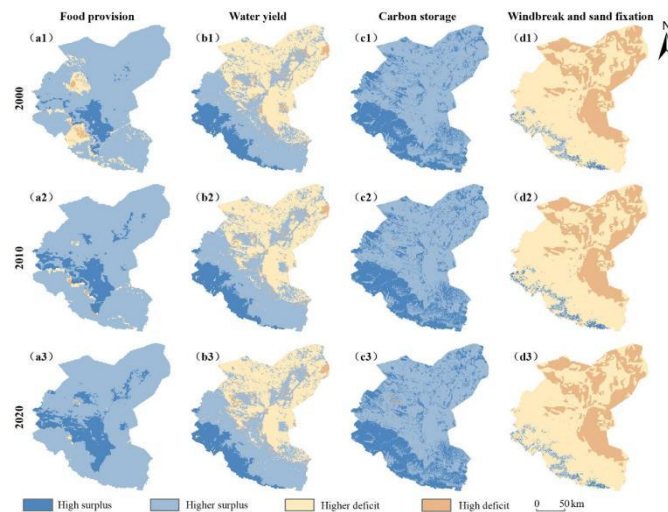 Food provision Water yield Carbon storage Windbreak and sand fixation
N
(a1) (b1) (c1) (d1)
2000
(a2) (b2) (c2) (d2)
2010
(a3) (b3) (c3) (d3)
2020
High surplus Higher surplus Higher deficit High deficit 0 50 km